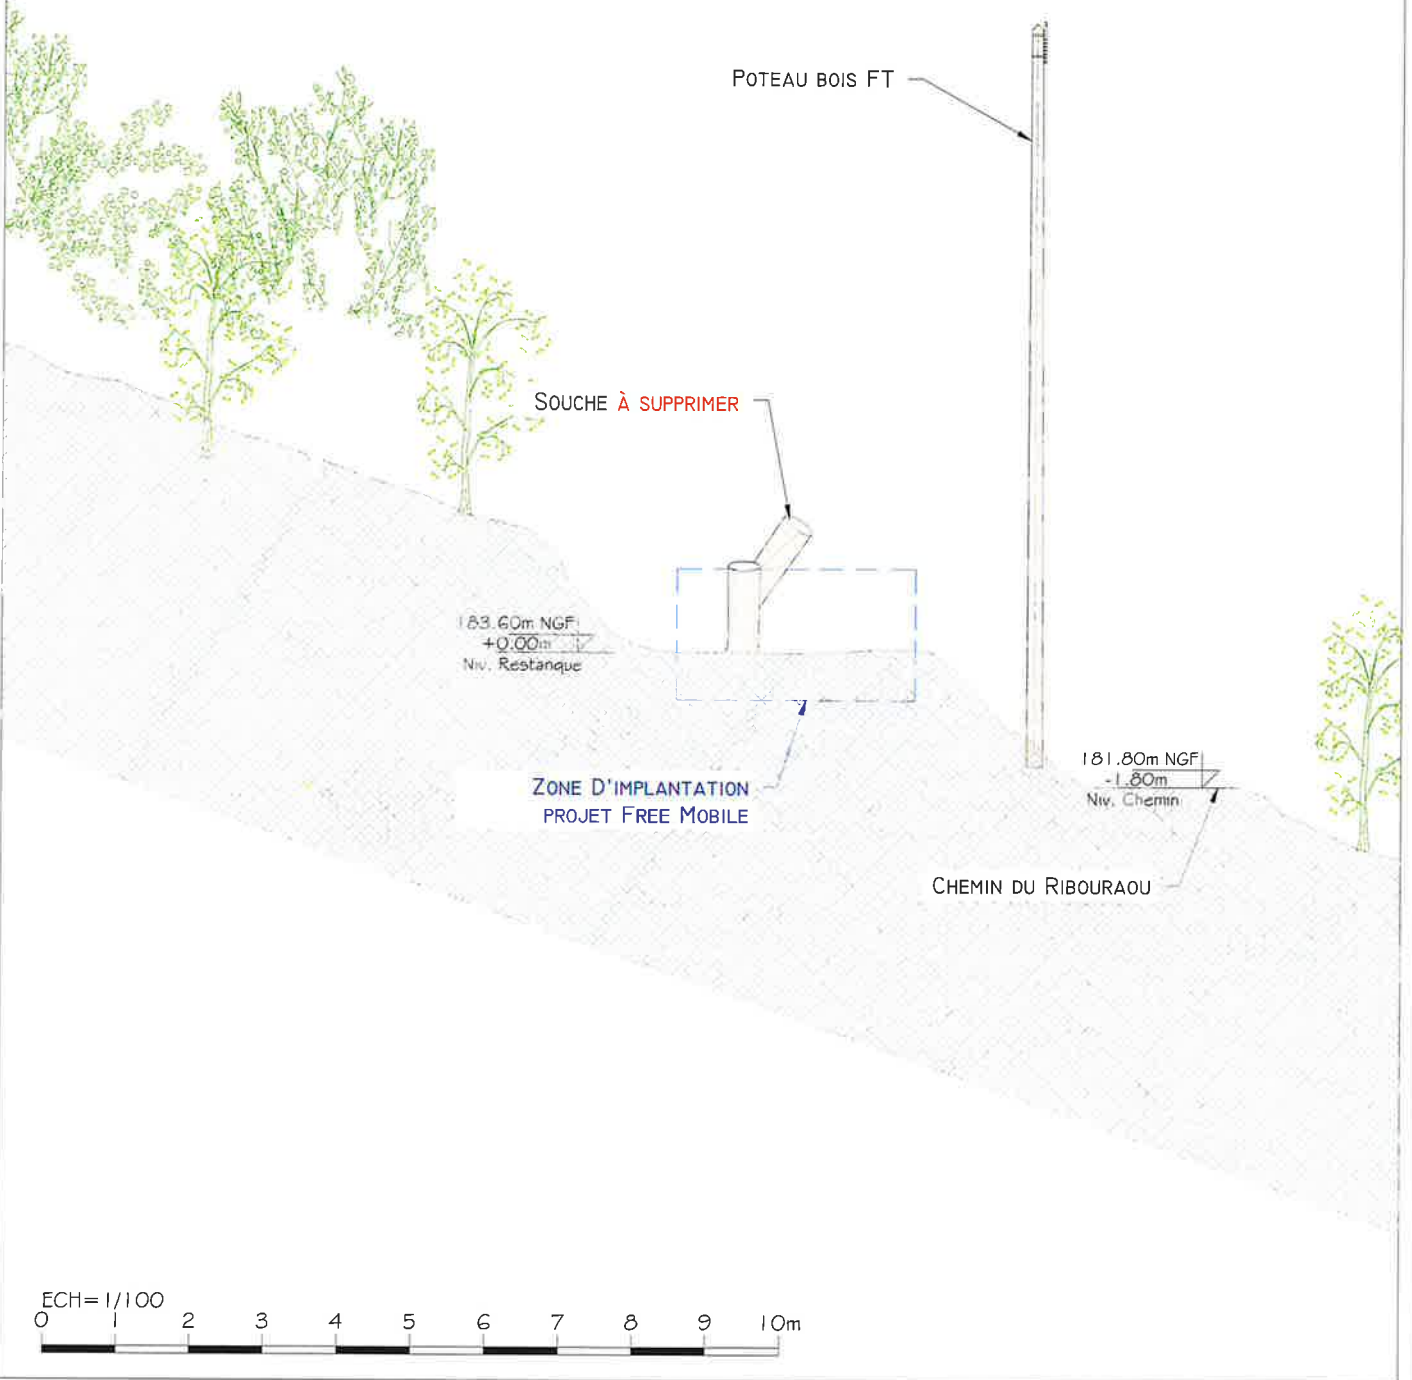 POTEAU BOIS FT
SOUCHE À SUPPRIMER
183.60m NGF
+0.00m
Niv. Restanque
ZONE D'IMPLANTATION
PROJET FREE MOBILE
181.80m NGF
-1.80m
Niv. Chemin
CHEMIN DU RIBOURAOU
ECH=1/100
0 1 2 3 4 5 6 7 8 9 10m